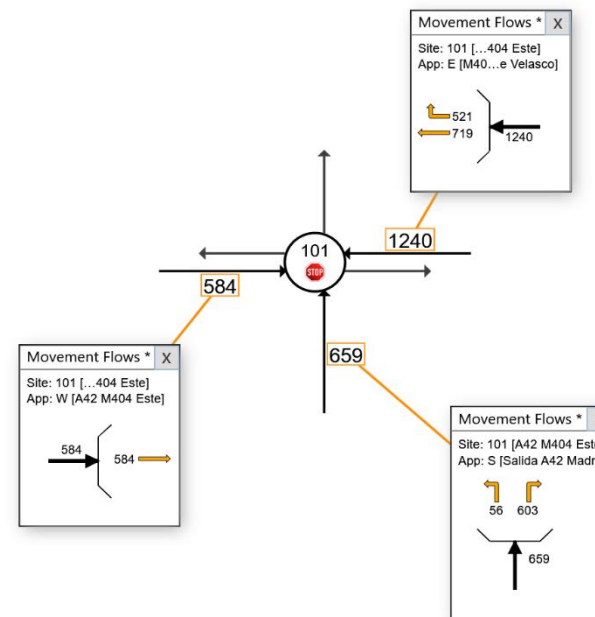 Movement Flows * X
Site: 101 [...404 Este]
App: E [M40...e Velasco]
521
719
1240
101
STOP
1240
584
659
Movement Flows * X
Site: 101 [...404 Este]
App: W [A42 M404 Este]
584
584
Movement Flows *
Site: 101 [A42 M404 Este
App: S [Salida A42 Madr
56 603
659